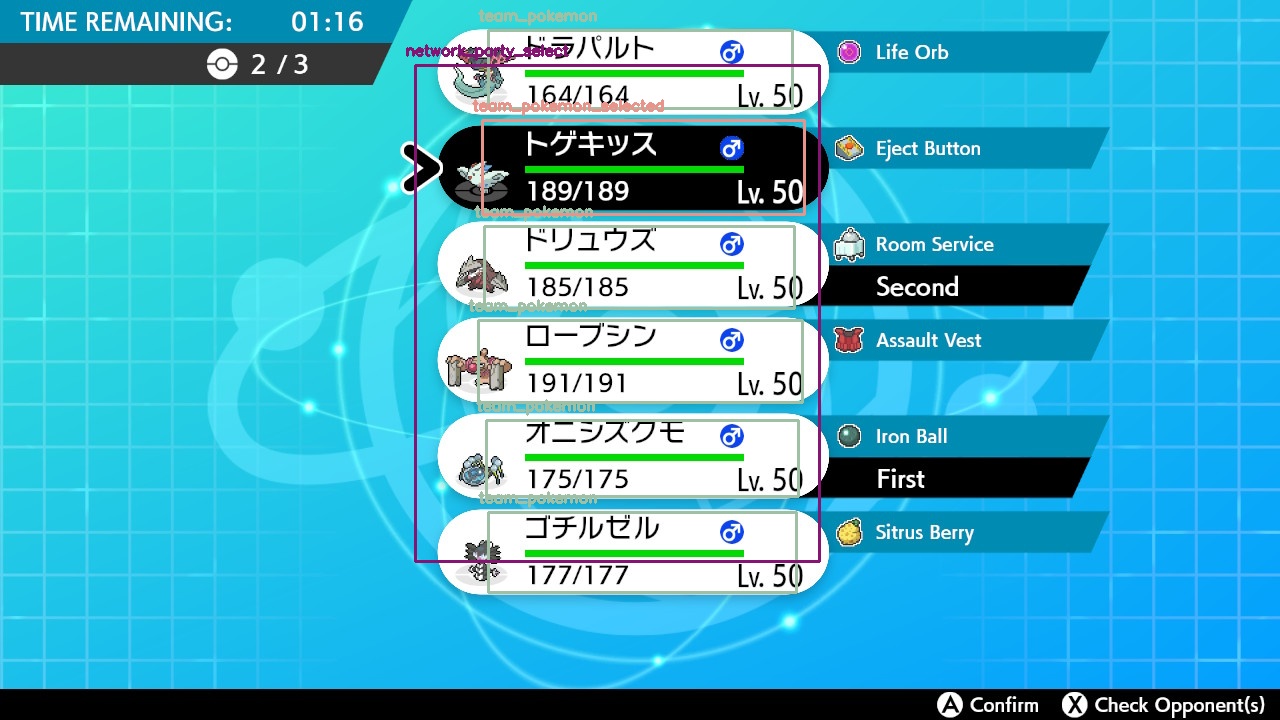 TIME REMAINING: 01:16
2 / 3
team_pokemon
network_party_select
ドラパルト
164/164 Lv. 50
Life Orb
team_pokemon_selected
トゲキッス
189/189 Lv. 50
Eject Button
team_pokemon
ドリュウズ
185/185 Lv. 50
Room Service
Second
team_pokemon
ローブシン
191/191 Lv. 50
Assault Vest
team_pokemon
オニシズクモ
175/175 Lv. 50
Iron Ball
First
team_pokemon
ゴチルゼル
177/177 Lv. 50
Sitrus Berry
A Confirm X Check Opponent(s)